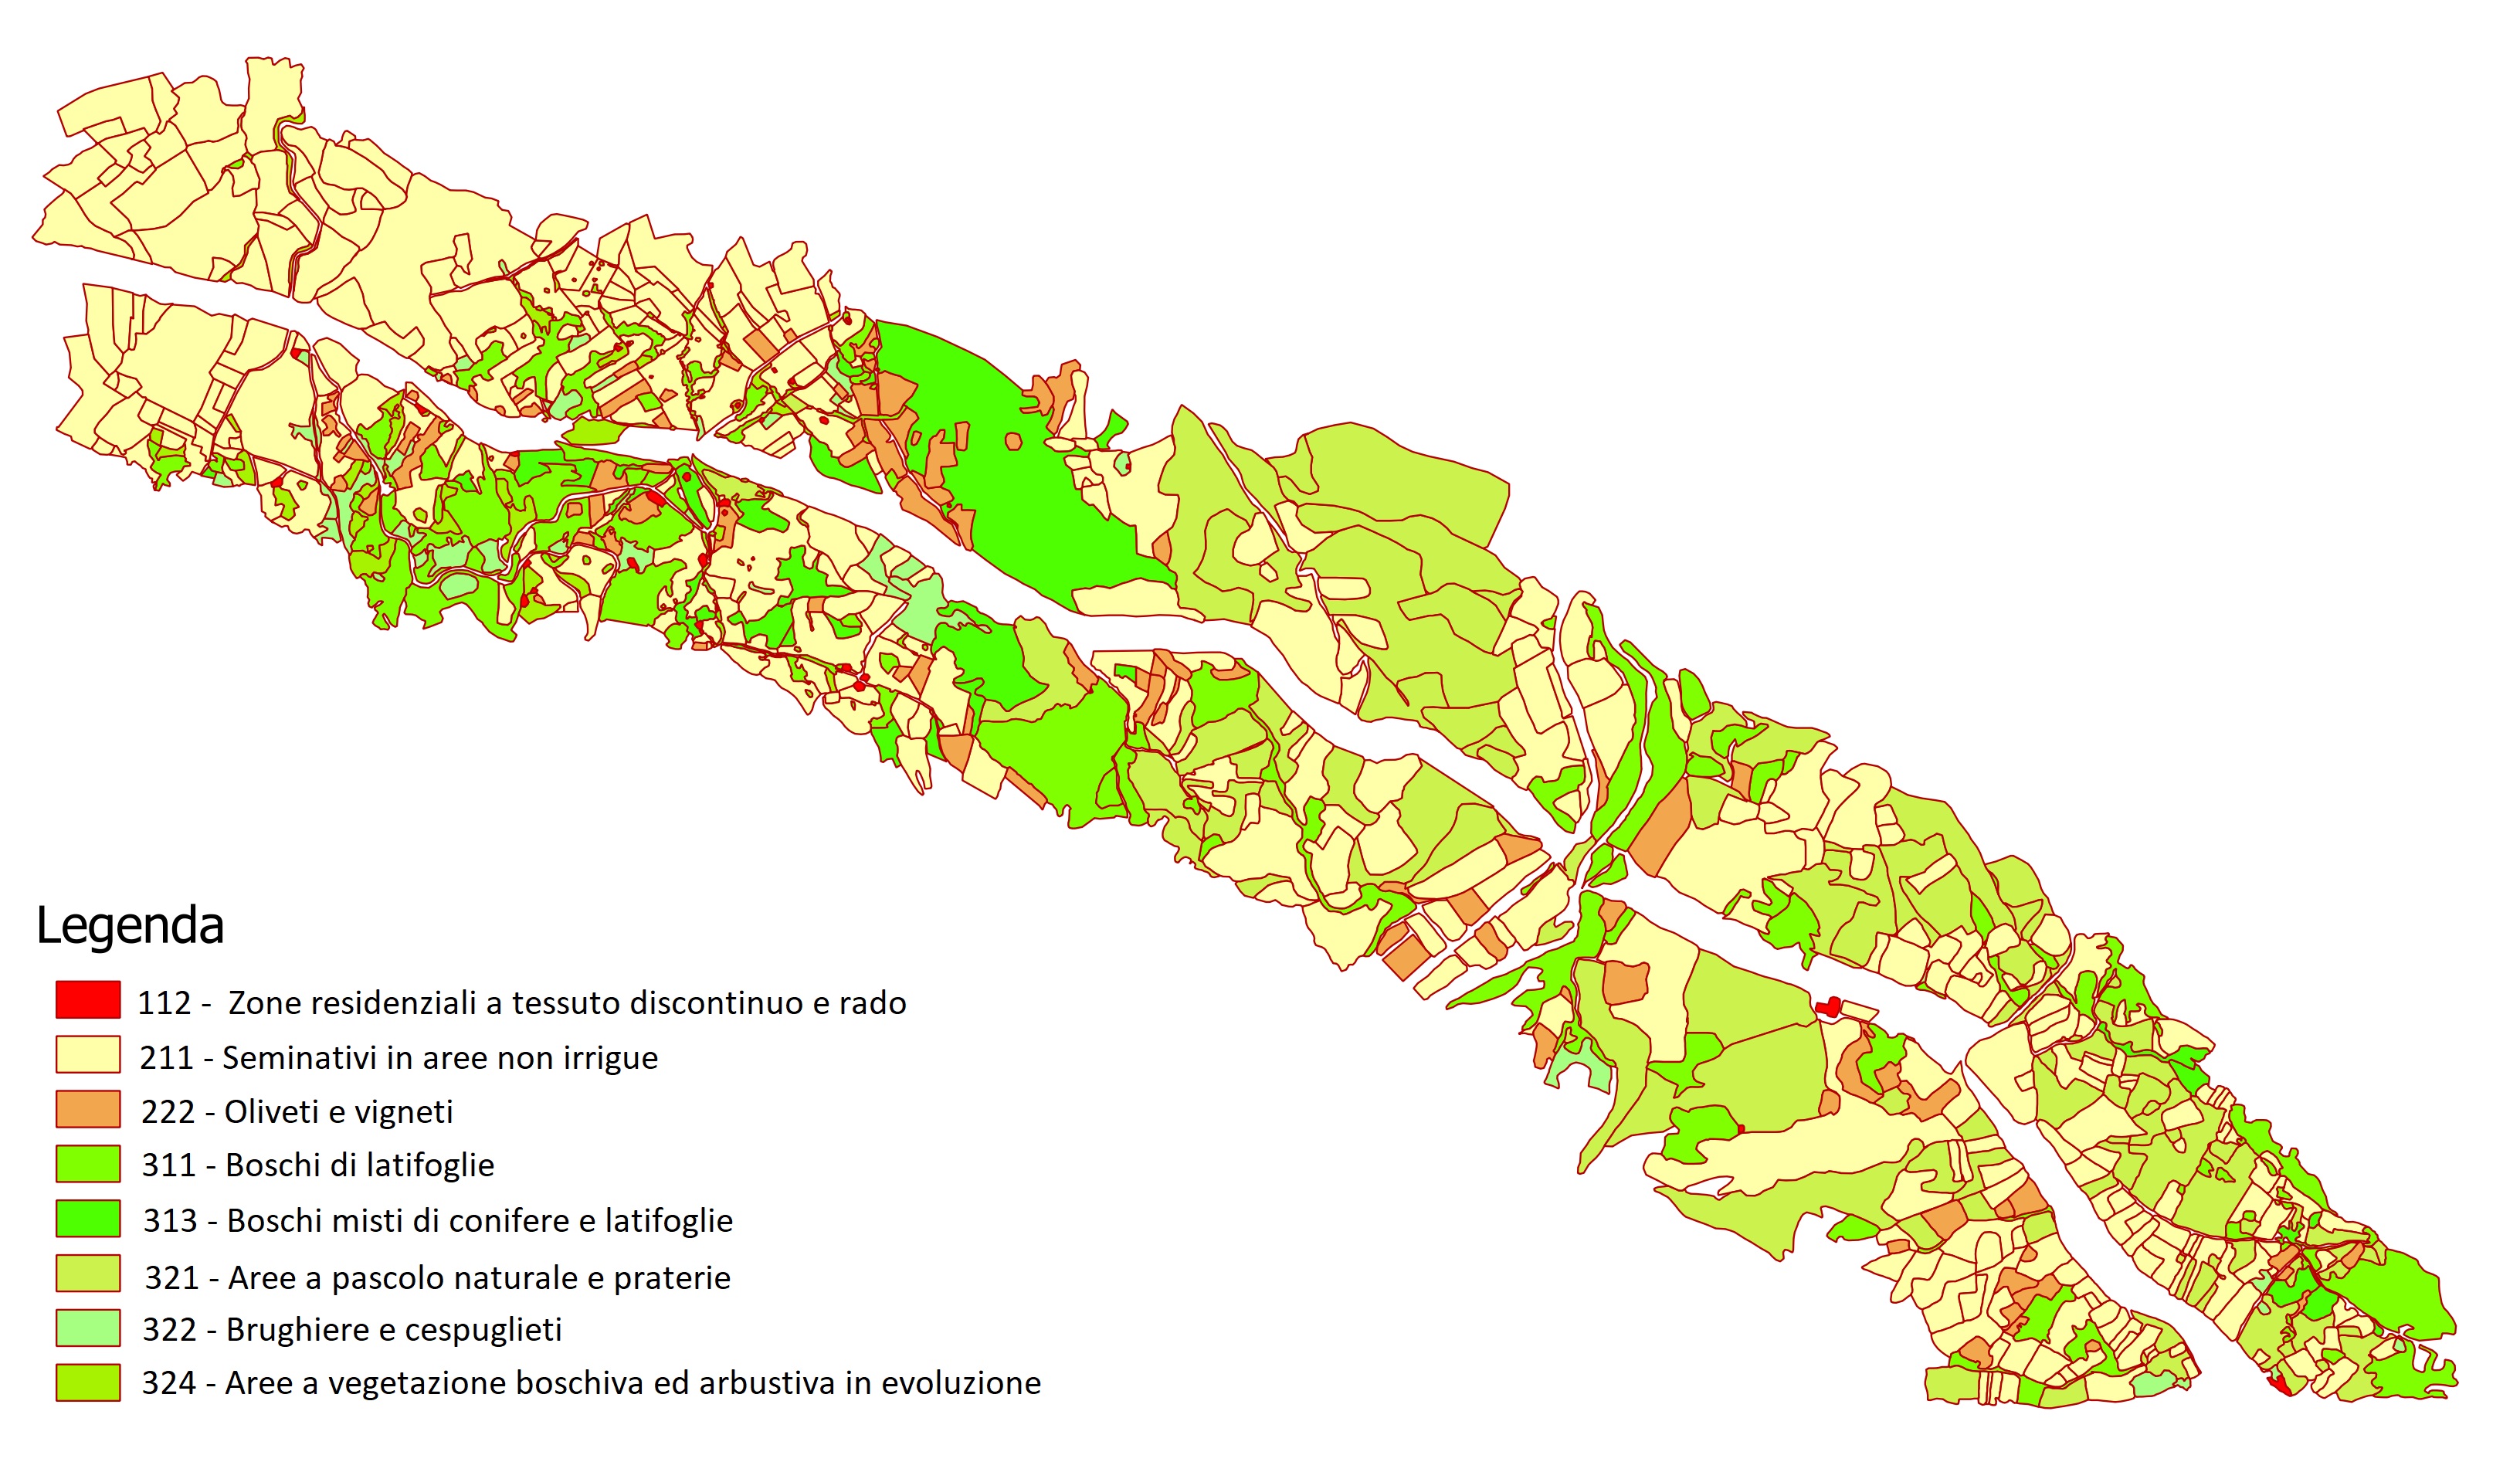 Legenda
112 - Zone residenziali a tessuto discontinuo e rado
211 - Seminativi in aree non irrigue
222 - Oliveti e vigneti
311 - Boschi di latifoglie
313 - Boschi misti di conifere e latifoglie
321 - Aree a pascolo naturale e praterie
322 - Brughiere e cespuglieti
324 - Aree a vegetazione boschiva ed arbustiva in evoluzione